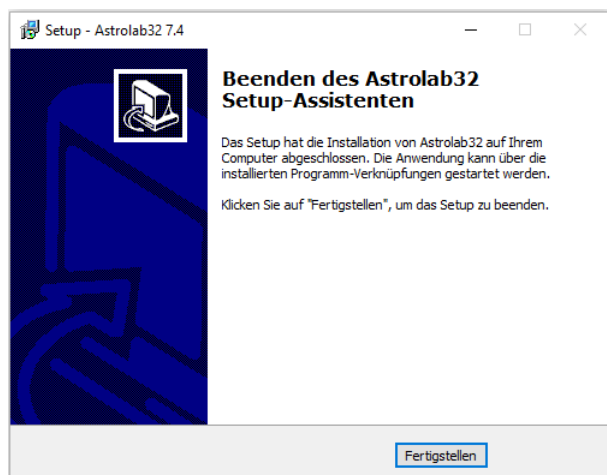 Setup - Astrolab32 7.4
Beenden des Astrolab32
Setup-Assistenten
Das Setup hat die Installation von Astrolab32 auf Ihrem
Computer abgeschlossen. Die Anwendung kann über die
installierten Programm-Verknüpfungen gestartet werden.
Klicken Sie auf "Fertigstellen", um das Setup zu beenden.
Fertigstellen